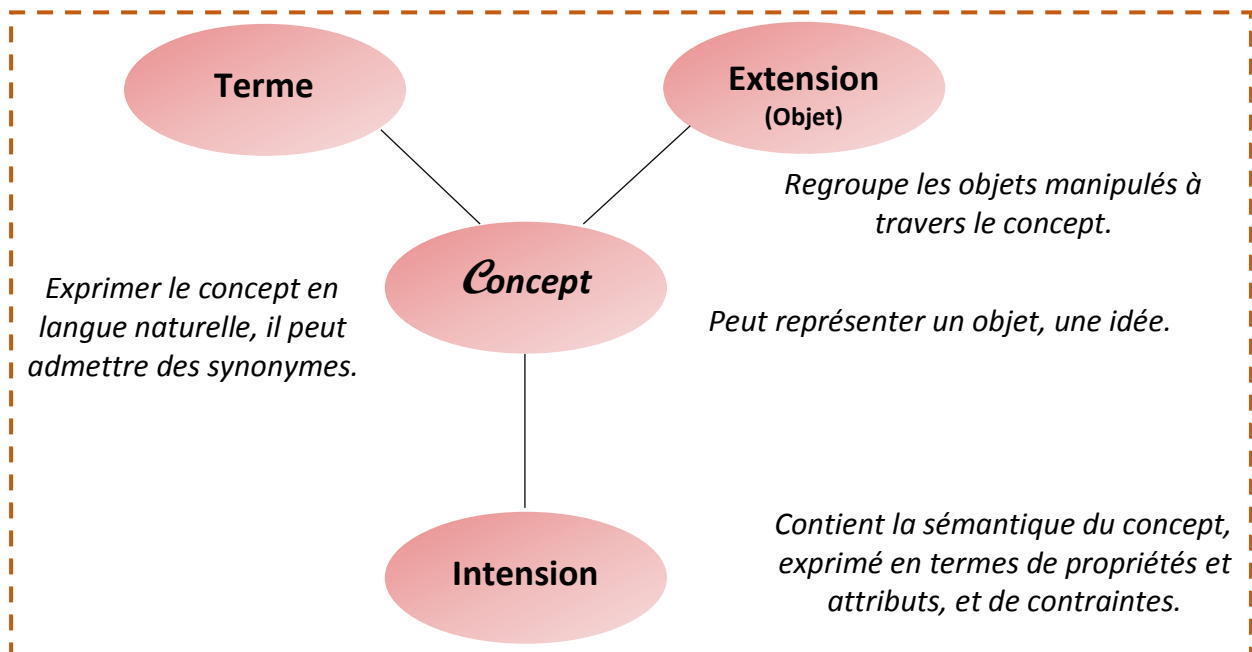 Terme
Extension
(Objet)
Regroupe les objets manipulés à
travers le concept.
Concept
Exprimer le concept en
langue naturelle, il peut
admettre des synonymes.
Peut représenter un objet, une idée.
Intension
Contient la sémantique du concept,
exprimé en termes de propriétés et
attributs, et de contraintes.